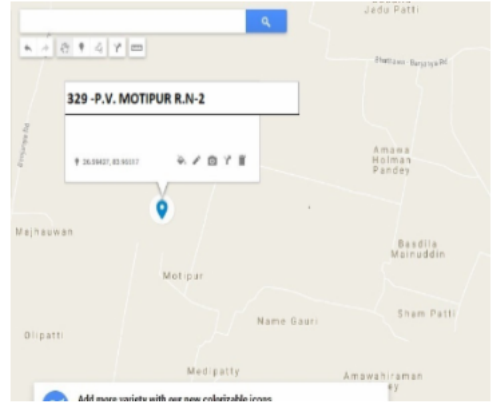 Jadu Patti
329 -P.V. MOTIPUR R.N-2
Amawa
Holman
Pandey
Majhauwan
Baddila
Mainuddin
Motipur
Name Gauri
Sham Patti
Olipatti
Medipatty
Amawahiraman
Add more variety with our new colorizable icons